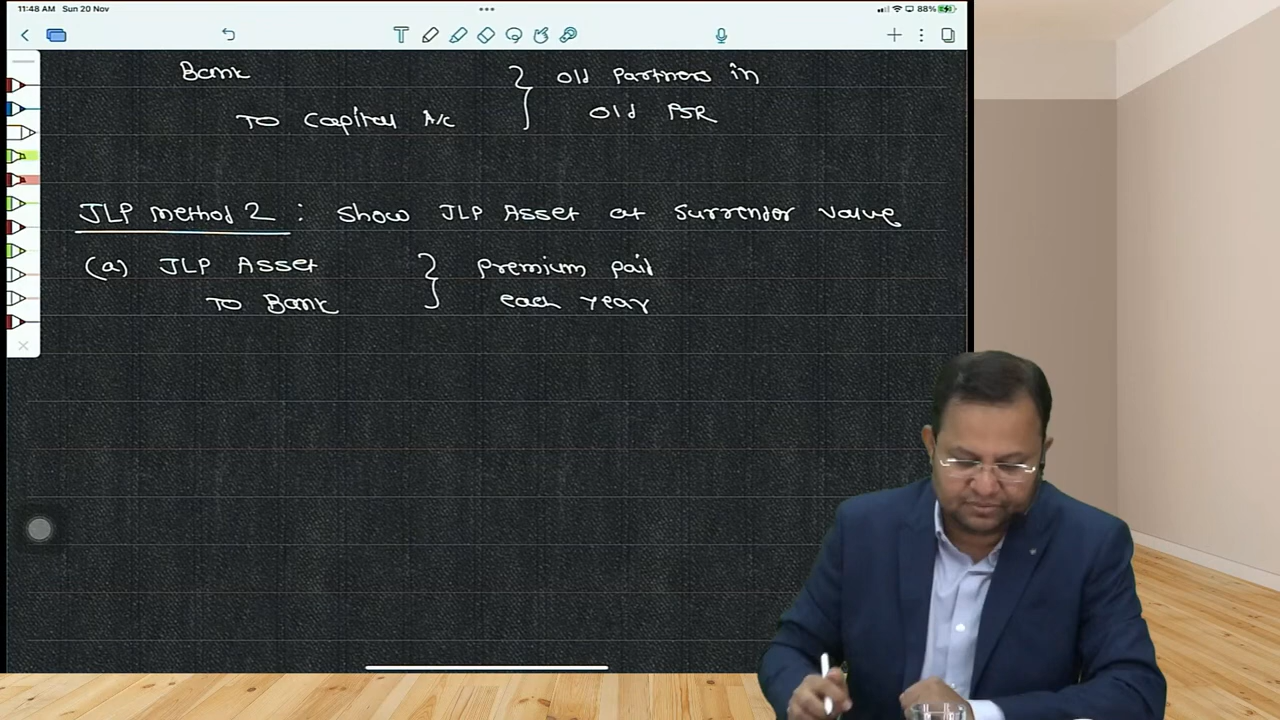 11:48 AM Sun 20 Nov
88%
Bank } Old Partners in
TO Capital A/c Old PSR
JLP method 2 : Show JLP Asset at Surrender value
(a) JLP Asset } Premium paid
TO Bank each year